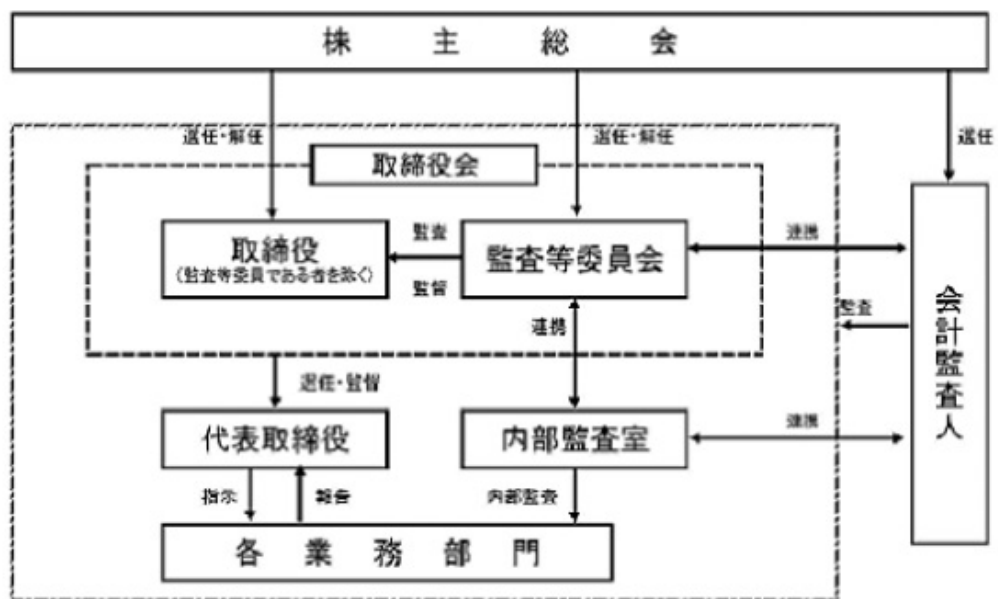 株主総会
選任・解任
選任・解任
選任
取締役会
取締役
（監査等委員である者を除く）
監査
監督
監査等委員会
連携
連携
監査
会計監査人
選任・監督
代表取締役
内部監査室
連携
指示
報告
内部監査
各業務部門